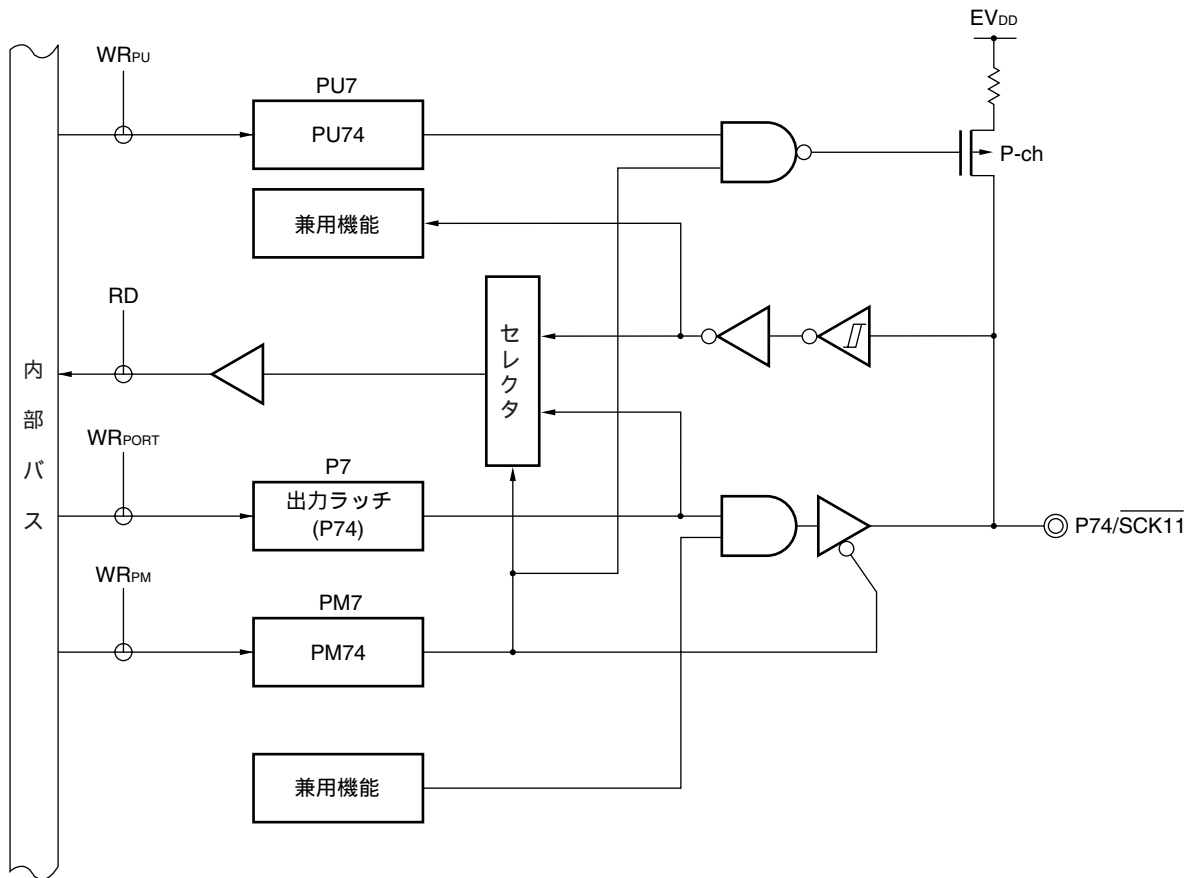 EVDD
WRPU
PU7
PU74
P-ch
兼用機能
RD
セレクタ
内部バス
WRPORT
P7
出力ラッチ
(P74)
P74/SCK11
WRPM
PM7
PM74
兼用機能